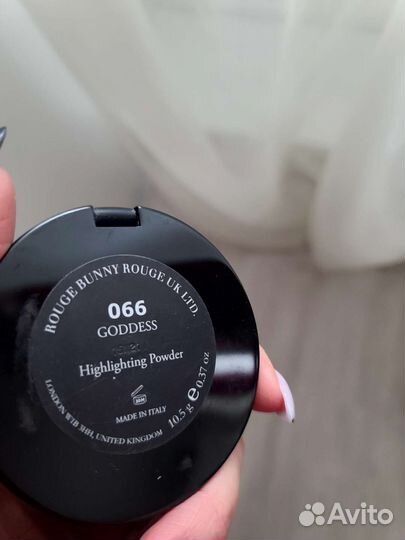 ROUGE BUNNY ROUGE UK LTD.
066
GODDESS
Highlighting Powder
MADE IN ITALY
10.5 g e 0.37 oz
LONDON W1B 3HH, UNITED KINGDOM
Avito